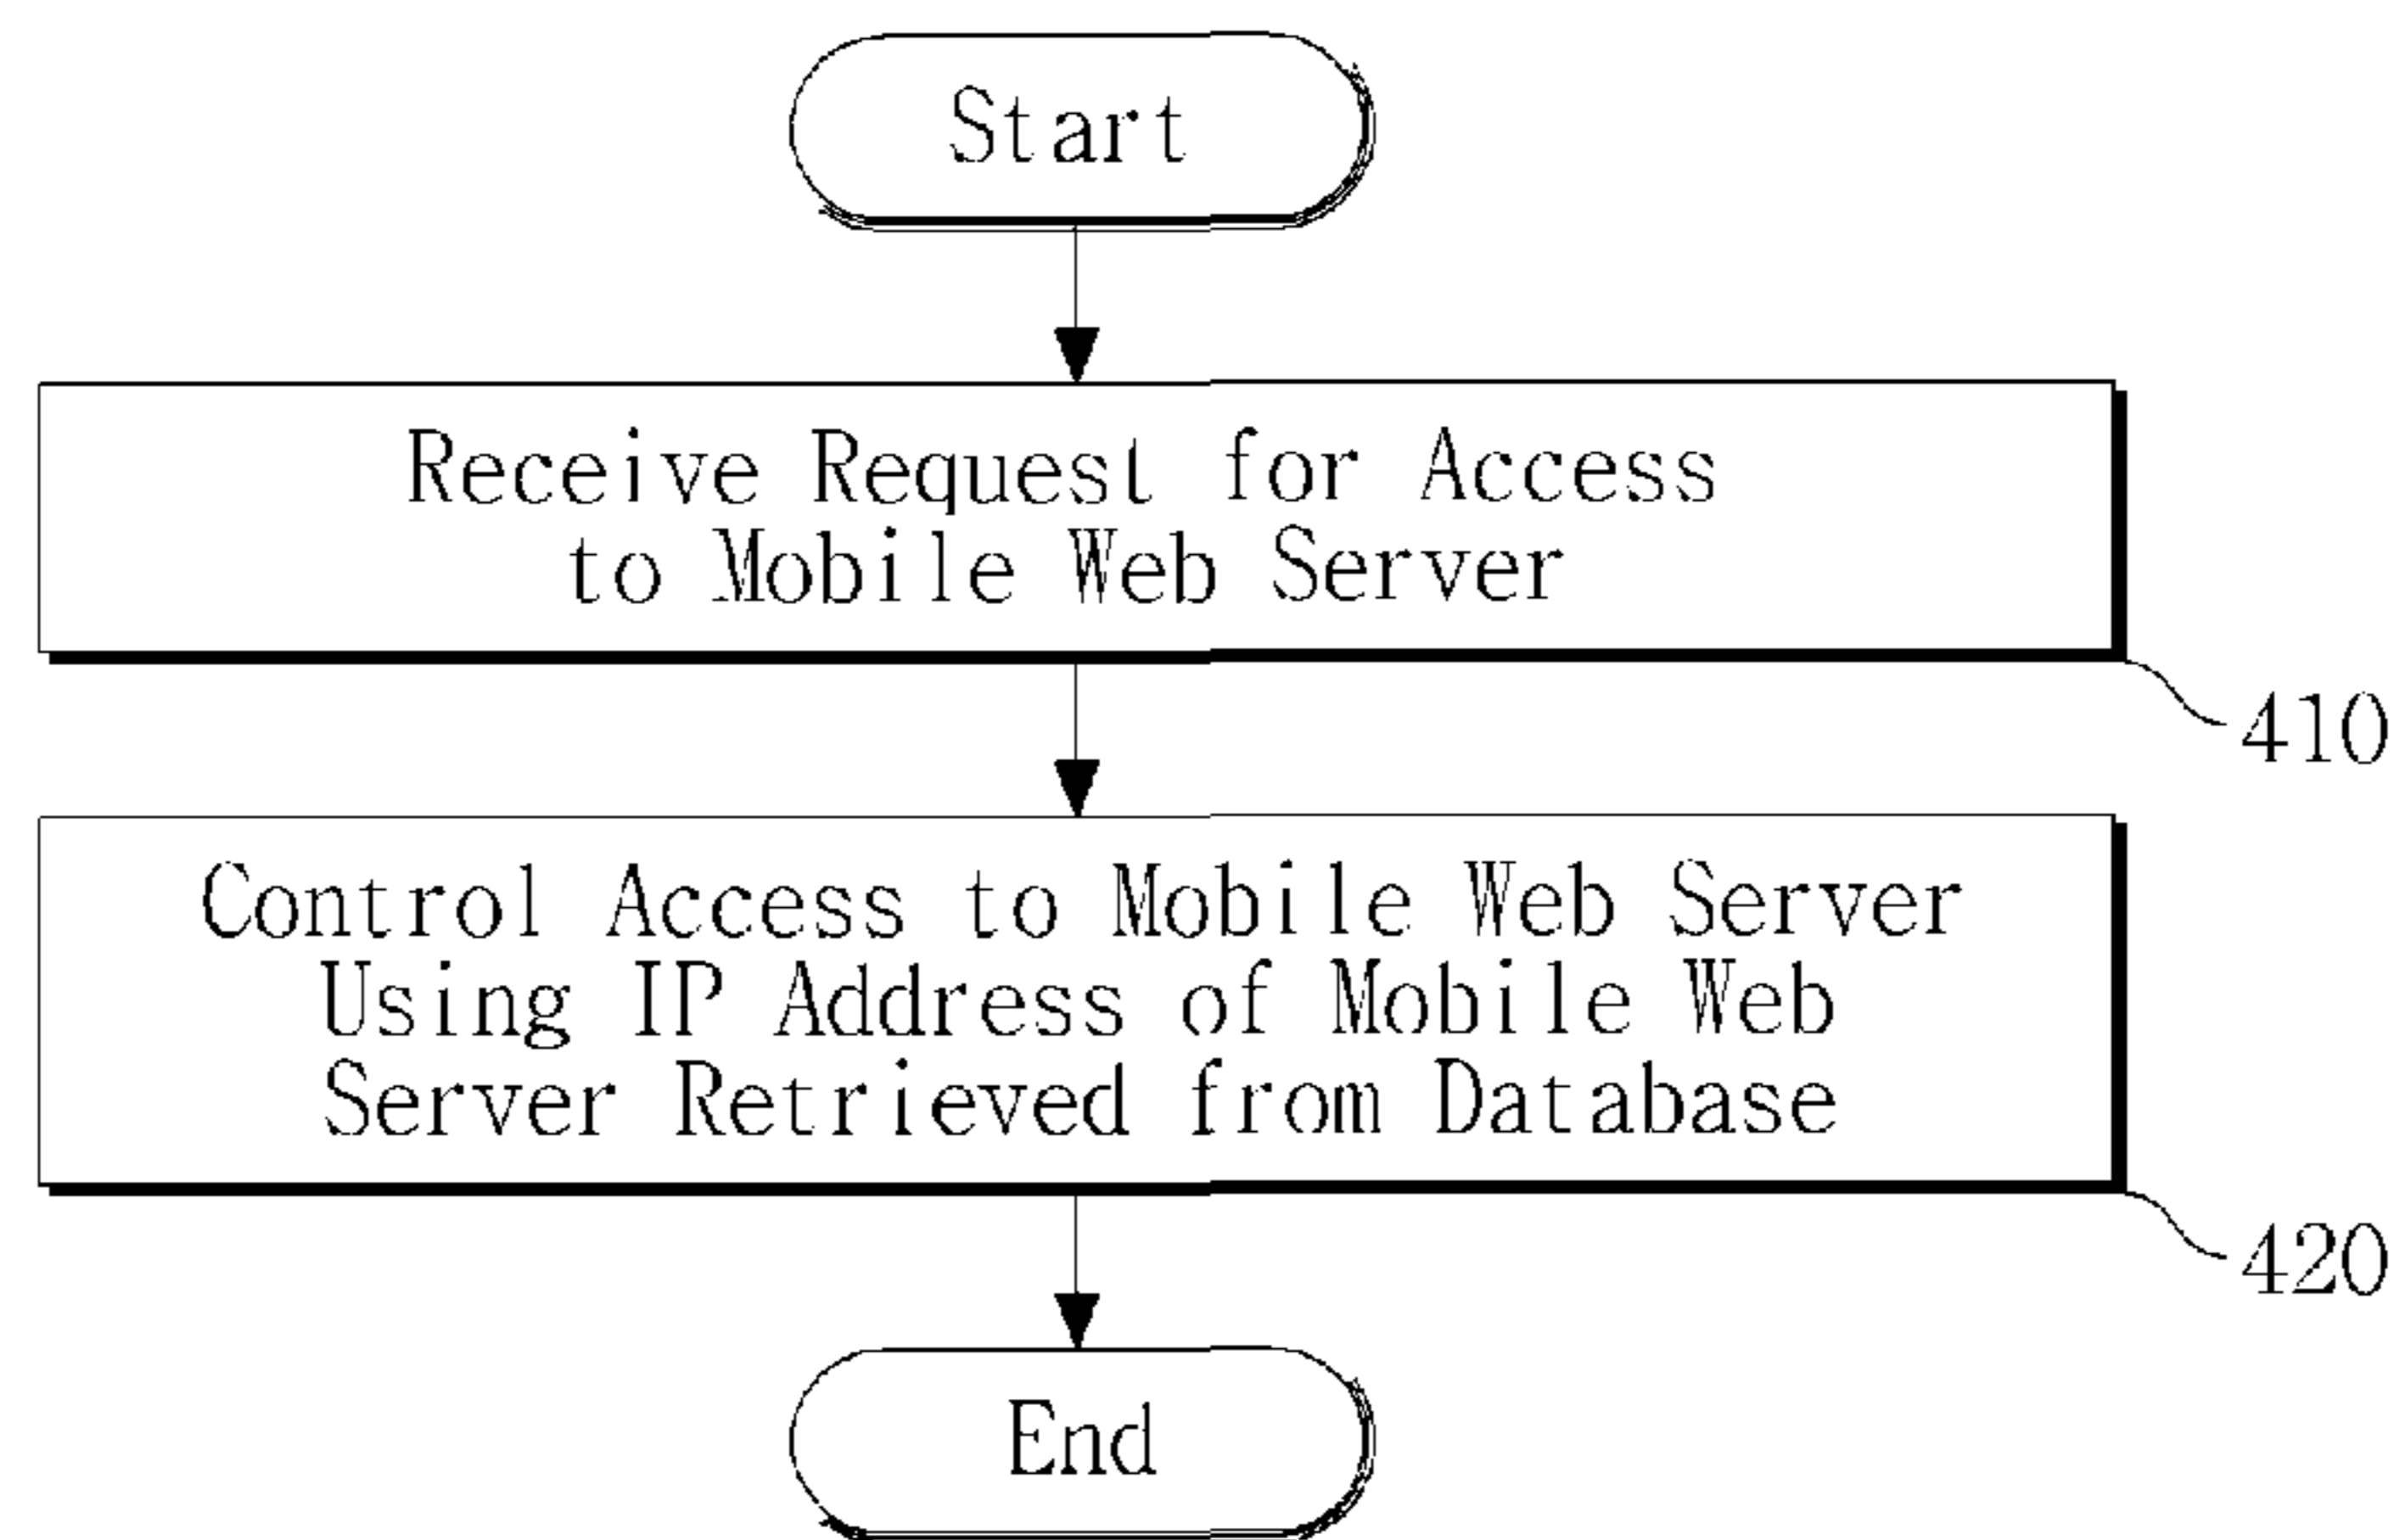 Start
Receive Request for Access
to Mobile Web Server
410
Control Access to Mobile Web Server
Using IP Address of Mobile Web
Server Retrieved from Database
420
End